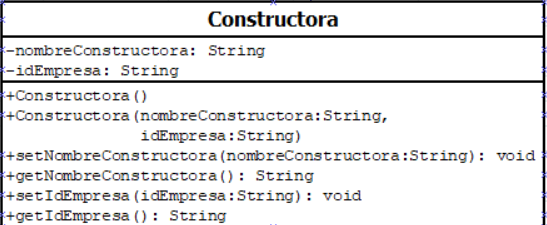 Constructora
-nombreConstructora: String
-idEmpresa: String
+Constructora()
+Constructora(nombreConstructora:String,
idEmpresa:String)
+setNombreConstructora(nombreConstructora:String): void
+getNombreConstructora(): String
+setIdEmpresa(idEmpresa:String): void
+getIdEmpresa(): String